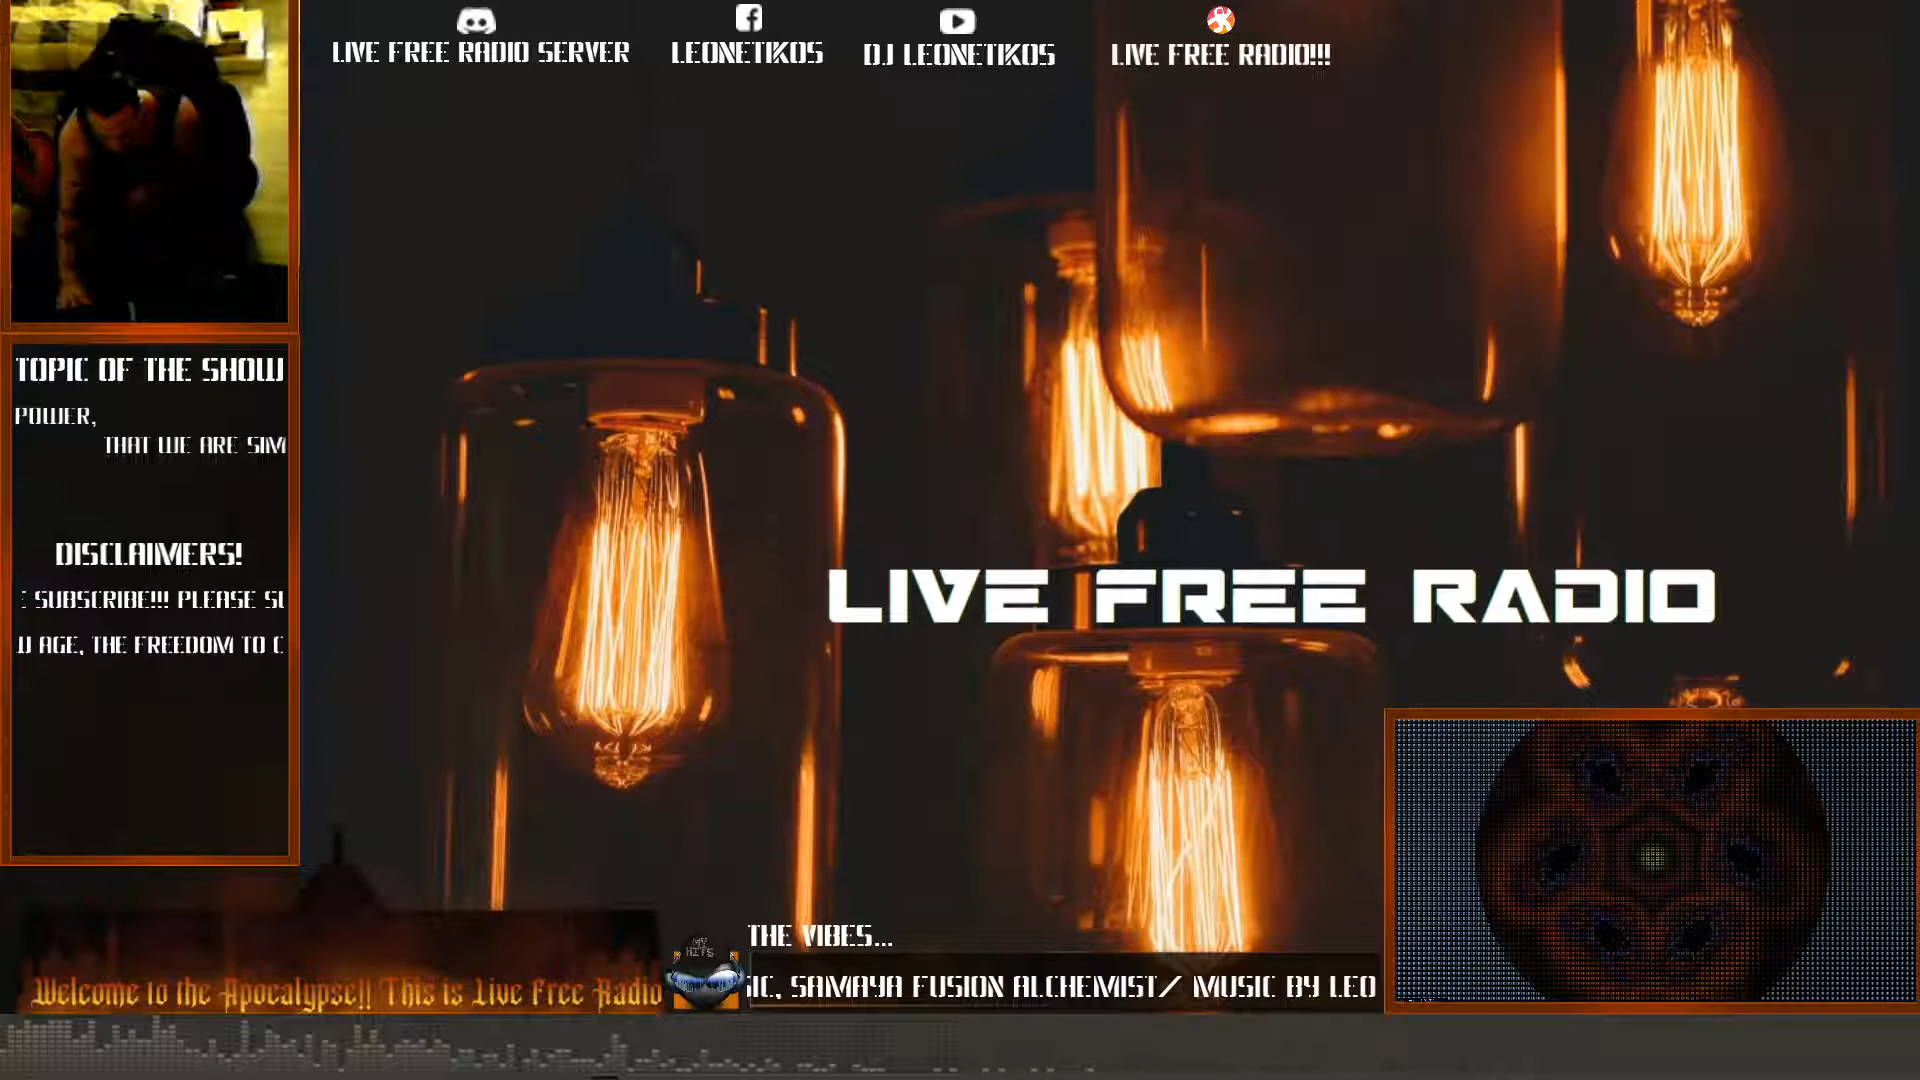 LIVE FREE RADIO SERVER
LEONETIKOS
DJ LEONETIKOS
LIVE FREE RADIO!!!
TOPIC OF THE SHOW
POWER,
THAT WE ARE SIM
DISCLAIMERS!
E SUBSCRIBE!!! PLEASE SU
W AGE, THE FREEDOM TO C
LIVE FREE RADIO
THE VIBES...
Welcome to the Apocalypse!! This is Live Free Radio
IC, SAMAYA FUSION ALCHEMIST/ MUSIC BY LEO